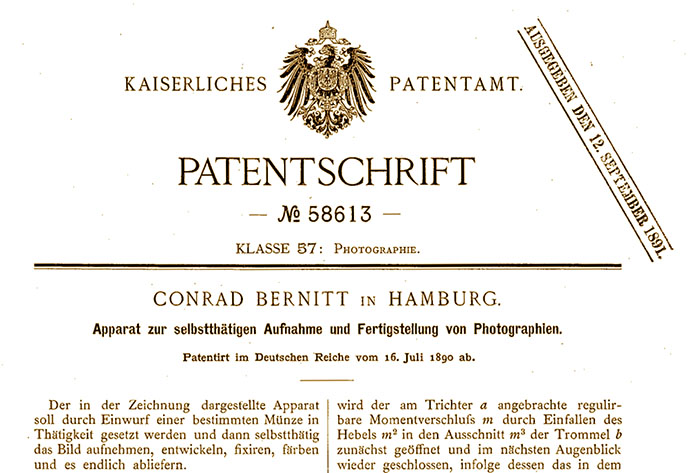 KAISERLICHES PATENTAMT.
AUSGEGEBEN DEN 12. SEPTEMBER 1891.
PATENTSCHRIFT
— № 58613 —
KLASSE 57: PHOTOGRAPHIE.
CONRAD BERNITT IN HAMBURG.
Apparat zur selbstthätigen Aufnahme und Fertigstellung von Photographien.
Patentirt im Deutschen Reiche vom 16. Juli 1890 ab.
Der in der Zeichnung dargestellte Apparat
soll durch Einwurf einer bestimmten Münze in
Thätigkeit gesetzt werden und dann selbstthätig
das Bild aufnehmen, entwickeln, fixiren, färben
und es endlich abliefern.
wird der am Trichter a angebrachte regulir-
bare Momentverschluſs m durch Einfallen des
Hebels m² in den Ausschnitt m³ der Trommel b
zunächst geöffnet und im nächsten Augenblick
wieder geschlossen, infolge dessen das in dem